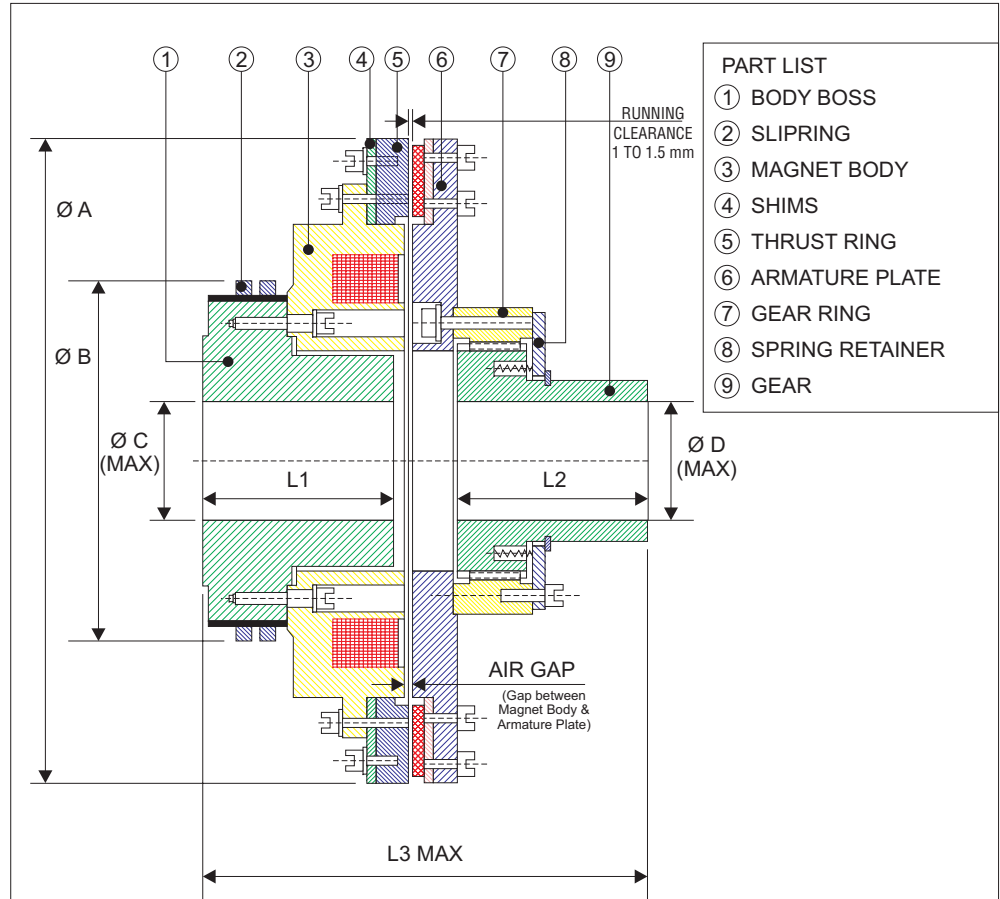 1 2 3 4 5 6 7 8 9
RUNNING
CLEARANCE
1 TO 1.5 mm
PART LIST
1 BODY BOSS
2 SLIPRING
3 MAGNET BODY
4 SHIMS
5 THRUST RING
6 ARMATURE PLATE
7 GEAR RING
8 SPRING RETAINER
9 GEAR
Ø A
Ø B
Ø C
(MAX)
L1
L2
Ø D
(MAX)
AIR GAP
(Gap between
Magnet Body &
Armature Plate)
L3 MAX